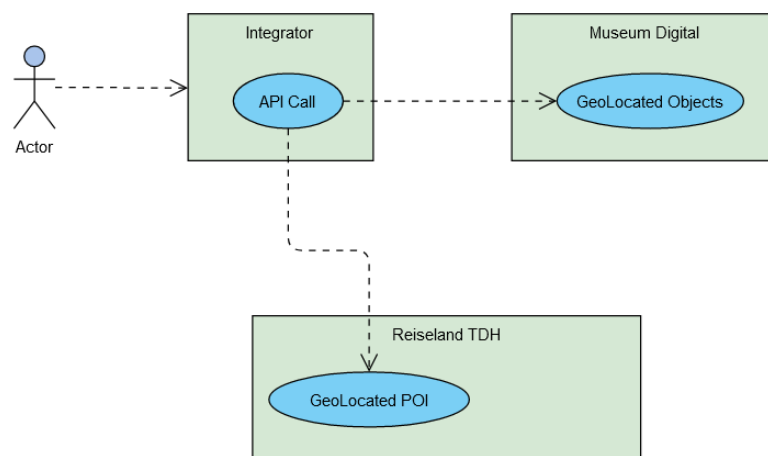 Integrator
Museum Digital
API Call
GeoLocated Objects
Actor
Reiseland TDH
GeoLocated POI